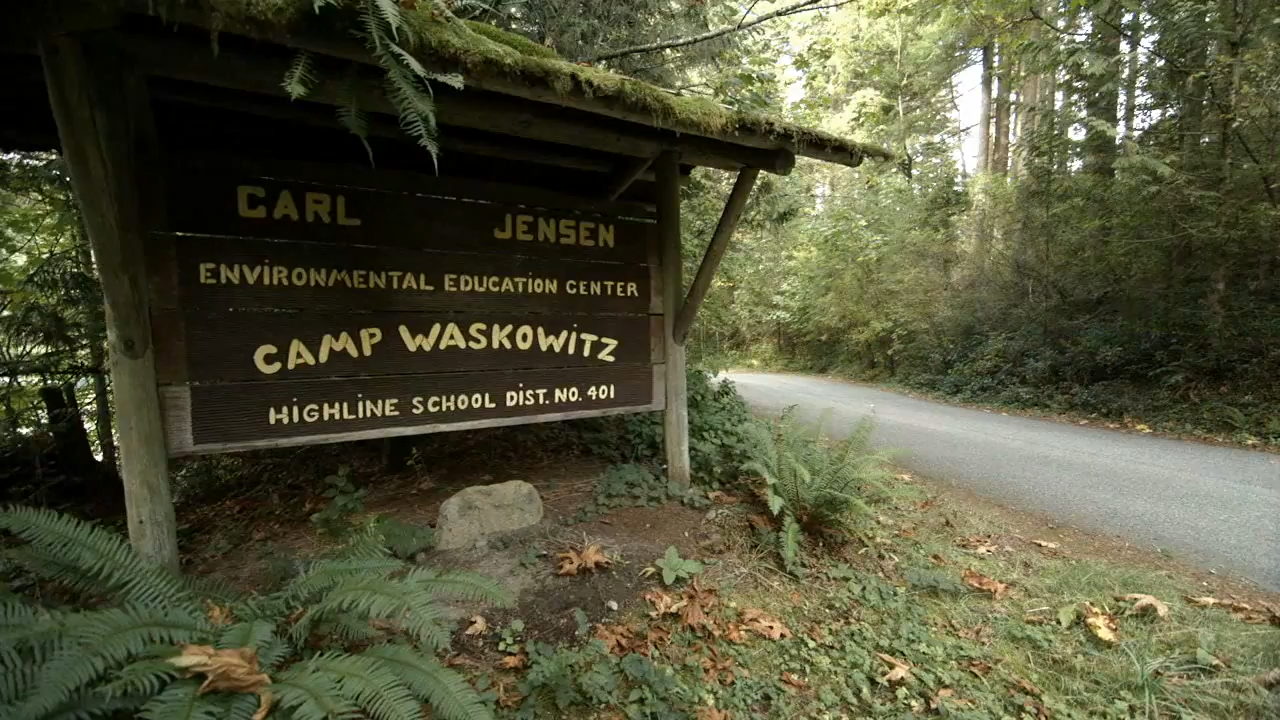 CARL JENSEN
ENViRONMENTAL EDUCATION CENTER
CAMP WASKOWiTZ
HiGHLiNE SCHOOL DiST. NO. 401